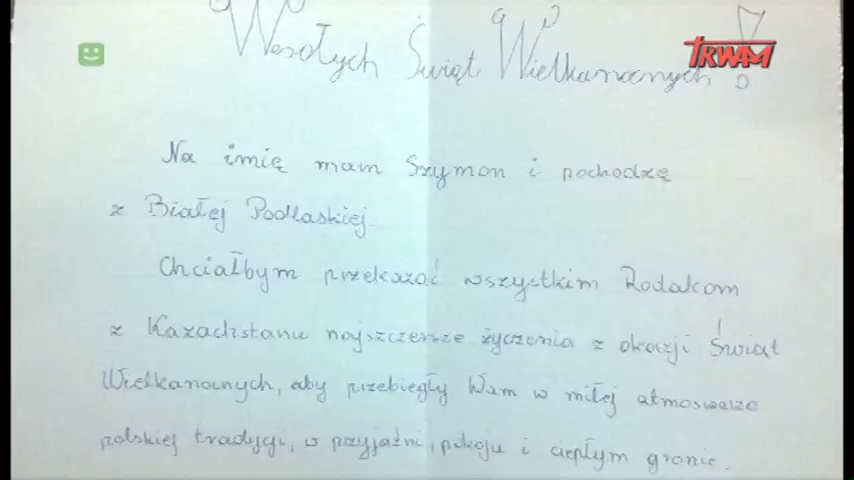 Wesołych Świąt Wielkanocnych!
TRWAM
Na imię mam Szymon i pochodzę
z Białej Podlaskiej.
Chciałbym przekazać wszystkim Rodakom
z Kazachstanu najszczersze życzenia z okazji Świąt
Wielkanocnych, aby przebiegły Wam w miłej atmosferze
polskiej tradycji, w przyjaźni, pokoju i ciepłym gronie.